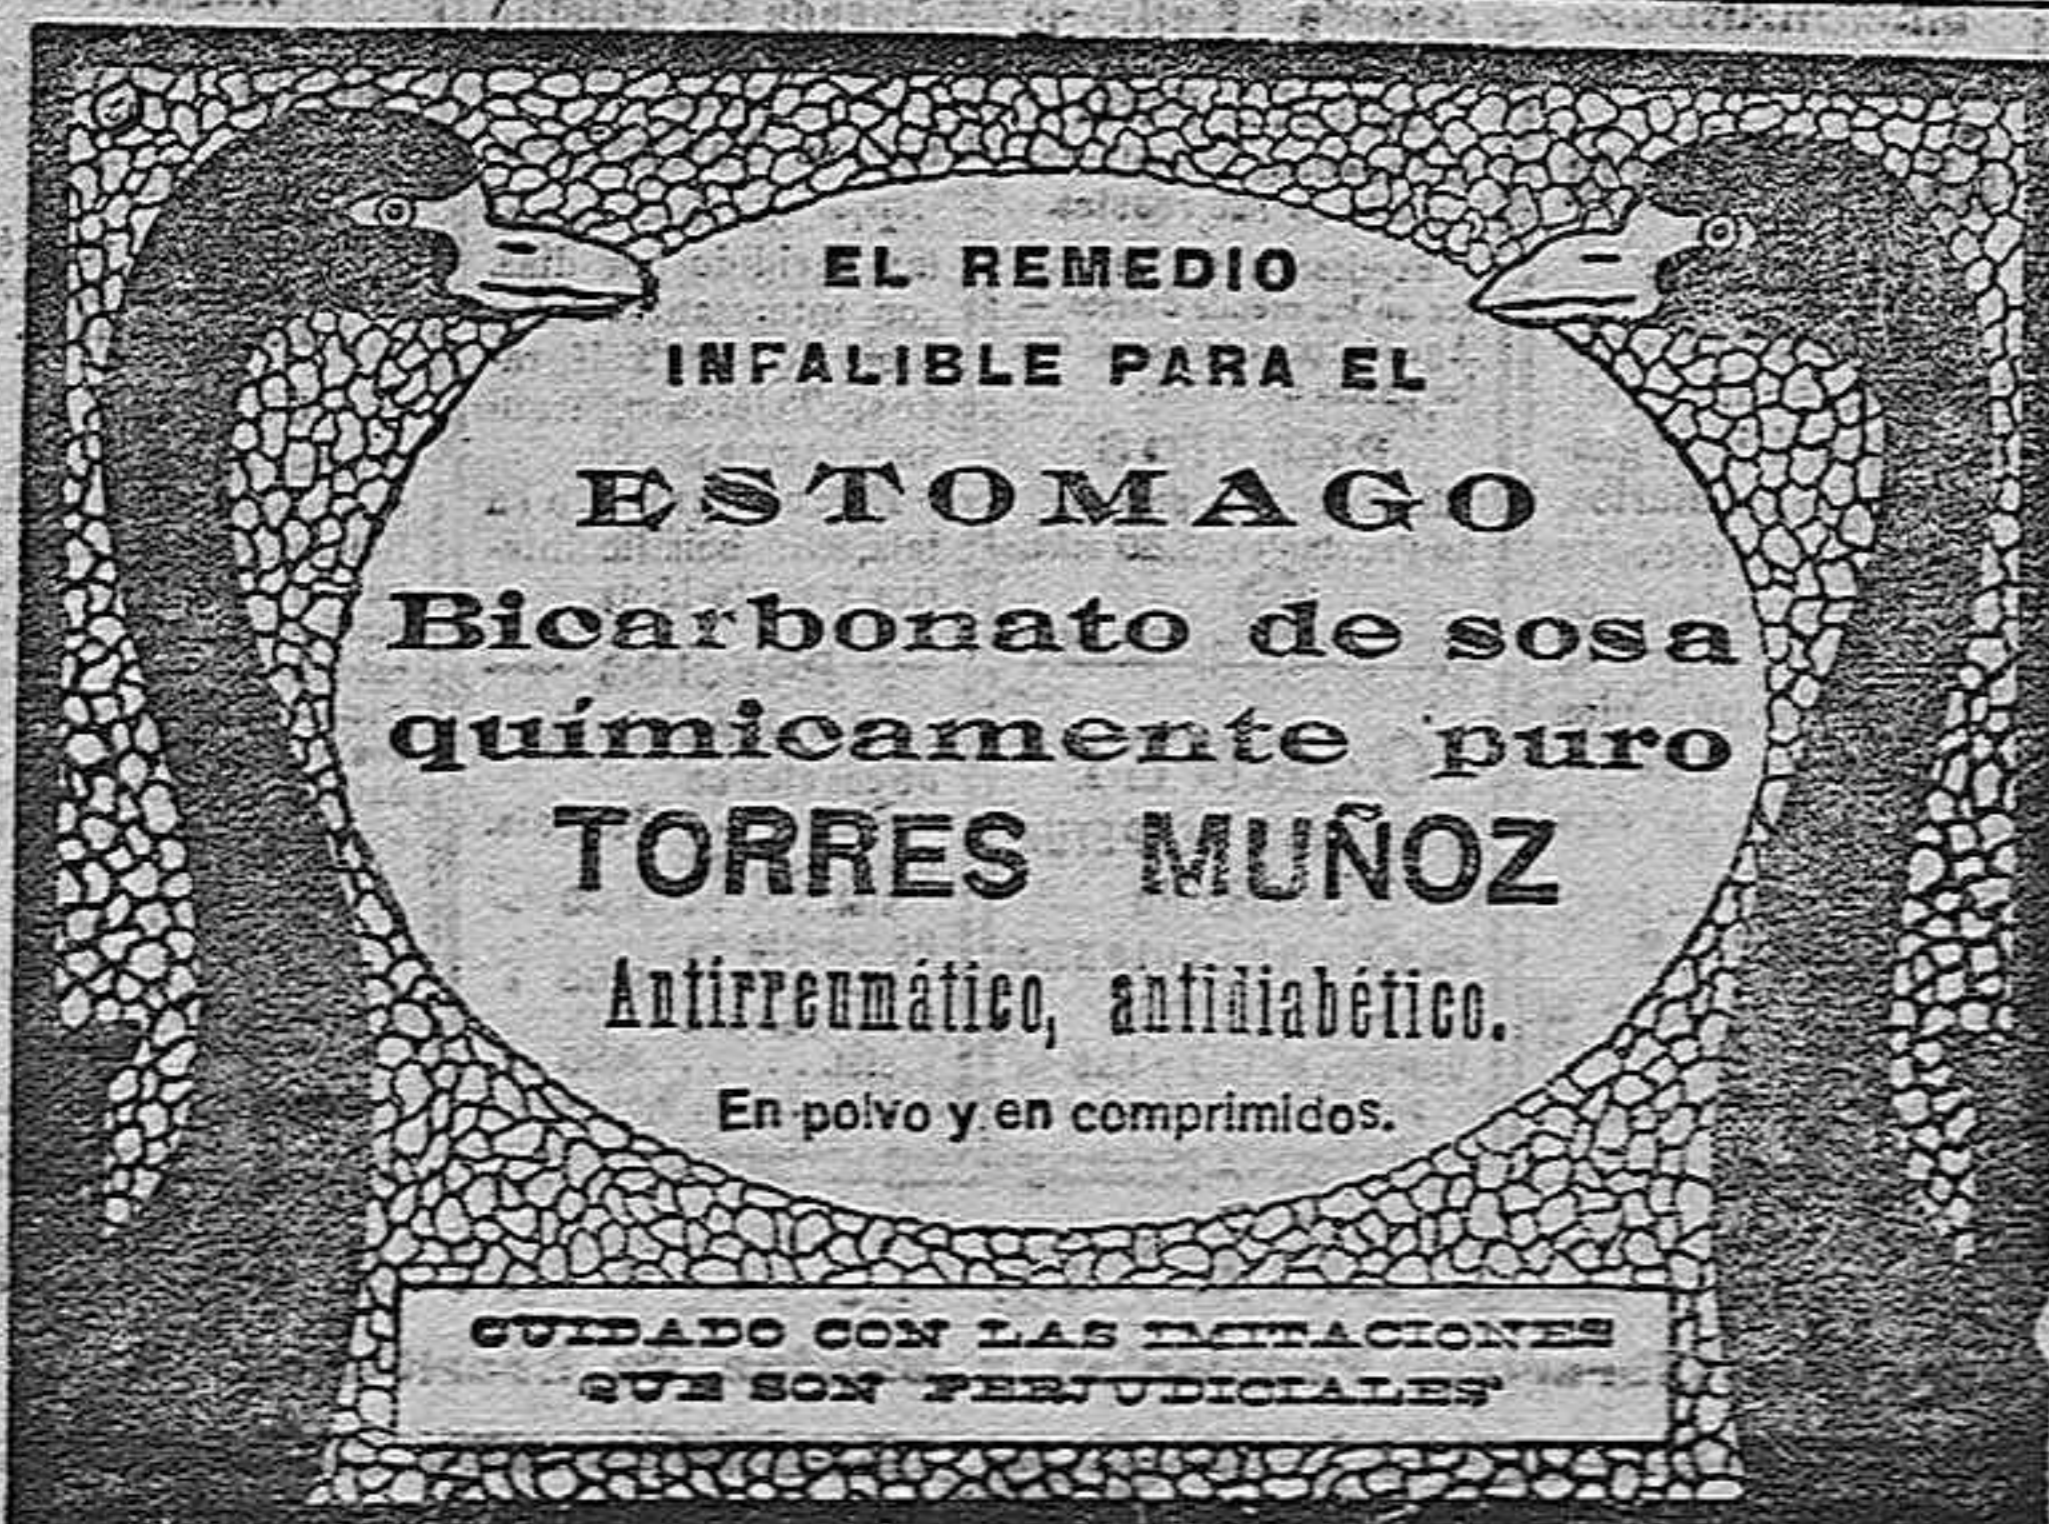 EL REMEDIO
INFALIBLE PARA EL
ESTOMAGO
Bicarbonato de sosa
químicamente puro
TORRES MUÑOZ
Antirreumático, antidiabético.
En polvo y en comprimidos.
CUIDADO CON LAS IMITACIONES
QUE SON PERJUDICIALES